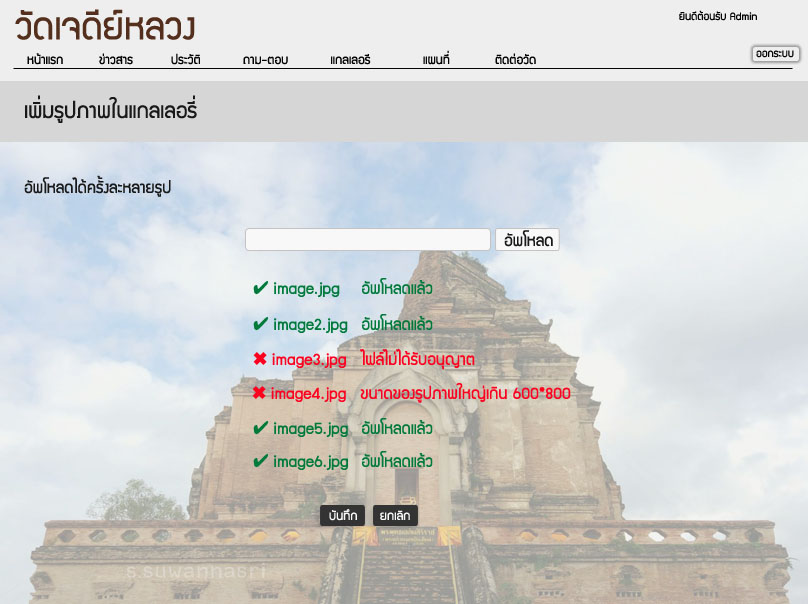 วัดเจดีย์หลวง
ยินดีต้อนรับ Admin
หน้าแรก ข่าวสาร ประวัติ ถาม-ตอบ แกลเลอรี แผนที่ ติดต่อวัด
ออกระบบ
เพิ่มรูปภาพในแกลเลอรี่
อัพโหลดได้ครั้งละหลายรูป
อัพโหลด
✔ image.jpg อัพโหลดแล้ว
✔ image2.jpg อัพโหลดแล้ว
✖ image3.jpg ไฟล์ไม่ได้รับอนุญาต
✖ image4.jpg ขนาดของรูปภาพใหญ่เกิน 600*800
✔ image5.jpg อัพโหลดแล้ว
✔ image6.jpg อัพโหลดแล้ว
บันทึก ยกเลิก
s.suwannasri